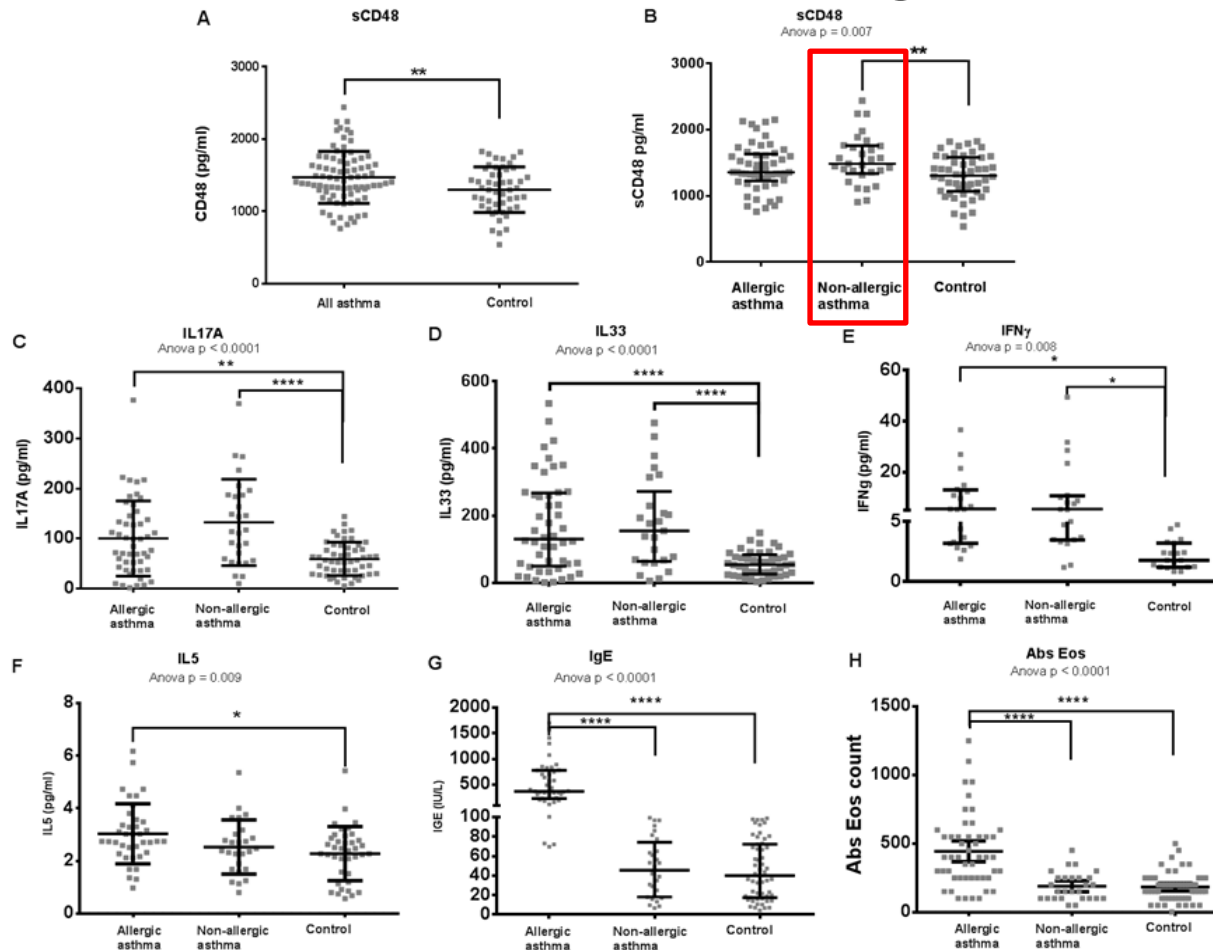 A
sCD48
**
CD48 (pg/ml)
3000
2000
1000
0
All asthma
Control
B
sCD48
Anova p = 0.007
**
sCD48 pg/ml
3000
2000
1000
0
Allergic
asthma
Non-allergic
asthma
Control
C
IL17A
Anova p < 0.0001
**
****
IL17A (pg/ml)
400
300
200
100
0
Allergic
asthma
Non-allergic
asthma
Control
D
IL33
Anova p < 0.0001
****
****
IL33 (pg/ml)
600
400
200
0
Allergic
asthma
Non-allergic
asthma
Control
E
IFNγ
Anova p = 0.008
*
*
IFNg (pg/ml)
60
40
20
5
0
Allergic
asthma
Non-allergic
asthma
Control
F
IL5
Anova p = 0.009
*
IL5 (pg/ml)
8
6
4
2
0
Allergic
asthma
Non-allergic
asthma
Control
G
IgE
Anova p < 0.0001
****
****
IGE (IU/L)
2000
1500
1000
500
100
80
60
40
20
0
Allergic
asthma
Non-allergic
asthma
Control
H
Abs Eos
Anova p < 0.0001
****
****
Abs Eos count
1500
1000
500
0
Allergic
asthma
Non-allergic
asthma
Control